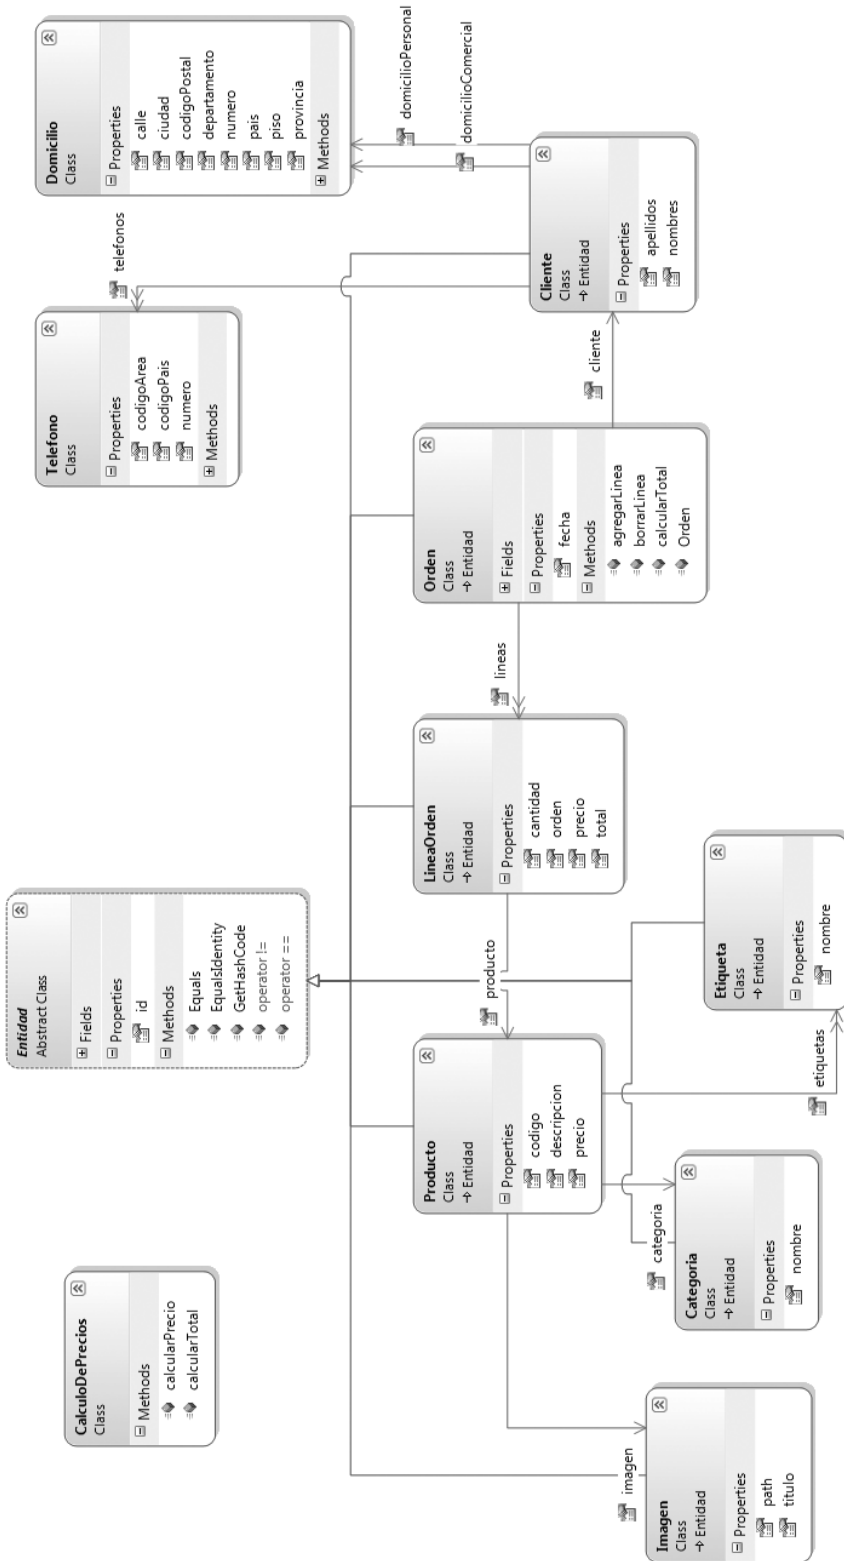 CalculoDePrecios
Class
Methods
calcularPrecio
calcularTotal
Entidad
Abstract Class
Fields
Properties
id
Methods
Equals
EqualsIdentity
GetHashCode
operator !=
operator ==
Telefono
Class
Properties
codigoArea
codigoPais
numero
Methods
Domicilio
Class
Properties
calle
ciudad
codigoPostal
departamento
numero
pais
piso
provincia
Methods
telefonos
domicilioPersonal
domicilioComercial
Producto
Class
Entidad
Properties
codigo
descripcion
precio
producto
LineaOrden
Class
Entidad
Properties
cantidad
orden
precio
total
lineas
Orden
Class
Entidad
Fields
Properties
fecha
Methods
agregarLinea
borrarLinea
calcularTotal
Orden
cliente
Cliente
Class
Entidad
Properties
apellidos
nombres
imagen
Imagen
Class
Entidad
Properties
path
titulo
categoria
Categoria
Class
Entidad
Properties
nombre
etiquetas
Etiqueta
Class
Entidad
Properties
nombre